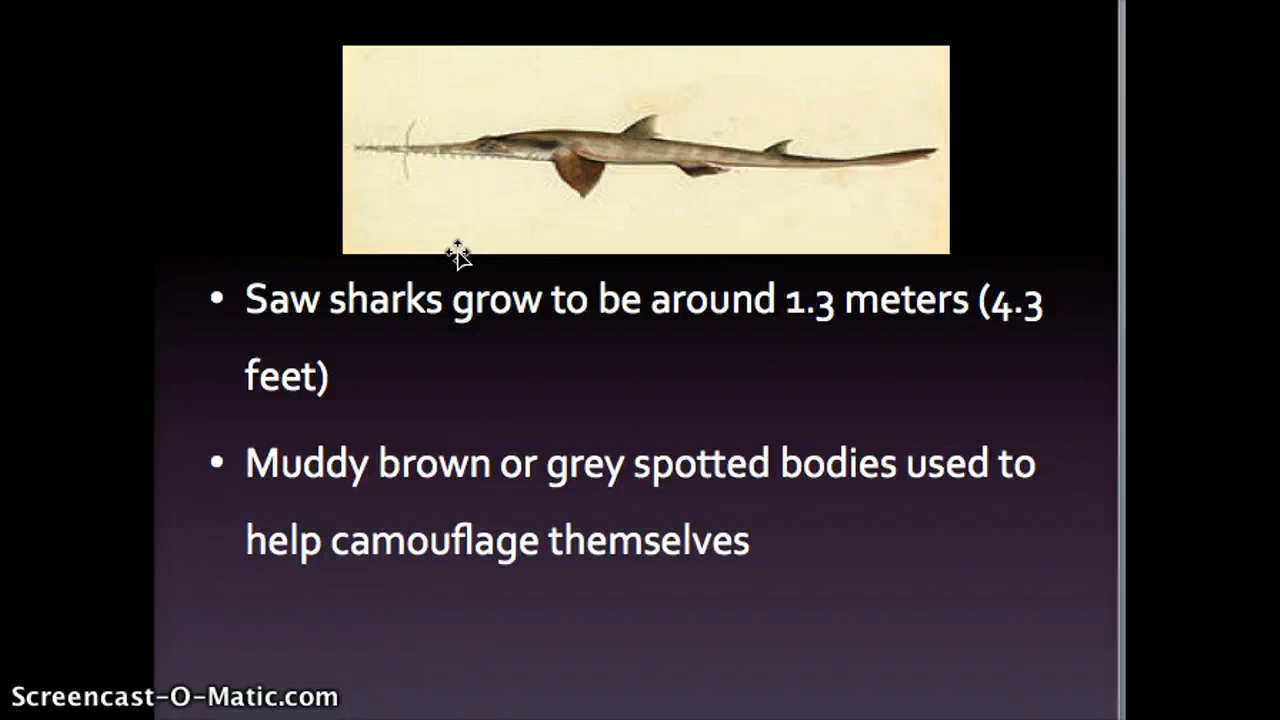 • Saw sharks grow to be around 1.3 meters (4.3
feet)
• Muddy brown or grey spotted bodies used to
help camouflage themselves
Screencast-O-Matic.com